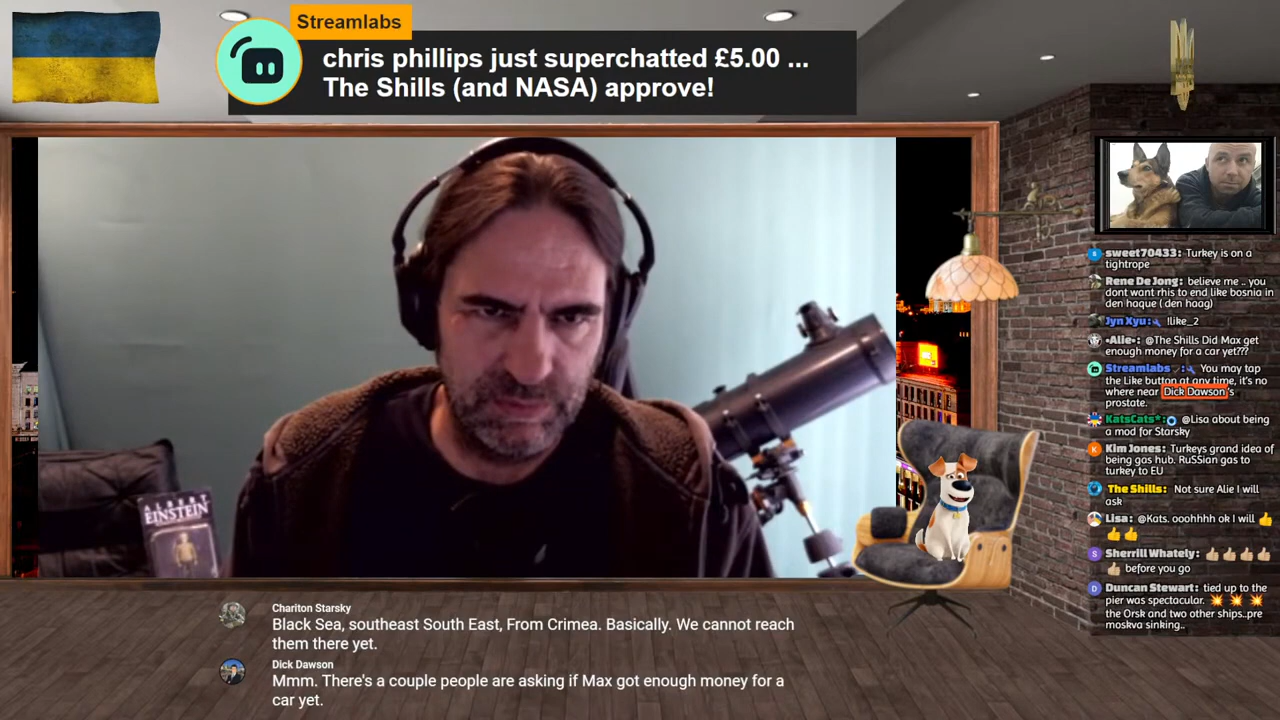 Streamlabs
chris phillips just superchatted £5.00 ...
The Shills (and NASA) approve!
ALBERT
EINSTEIN
sweet70433: Turkey is on a
tightrope
Rene De Jong: believe me .. you
dont want rhis to end like bosnia in
den haque ( den haag)
Jyn Xyu: !like_2
•Alie•: @The Shills Did Max get
enough money for a car yet???
Streamlabs: You may tap
the Like button at any time, it's no
where near Dick Dawson's
prostate.
KatsCats*: @Lisa about being
a mod for Starsky
Kim Jones: Turkeys grand idea of
being gas hub. RuSSian gas to
turkey to EU
The Shills: Not sure Alie I will
ask
Lisa: @Kats. ooohhhh ok I will 👍
👍👍
Sherrill Whately: 👍🏼👍🏼👍🏼👍🏼
👍🏼 before you go
Duncan Stewart: tied up to the
pier was spectacular. 💥 💥 💥
the Orsk and two other ships..pre
moskva sinking..
Chariton Starsky
Black Sea, southeast South East, From Crimea. Basically. We cannot reach
them there yet.
Dick Dawson
Mmm. There's a couple people are asking if Max got enough money for a
car yet.